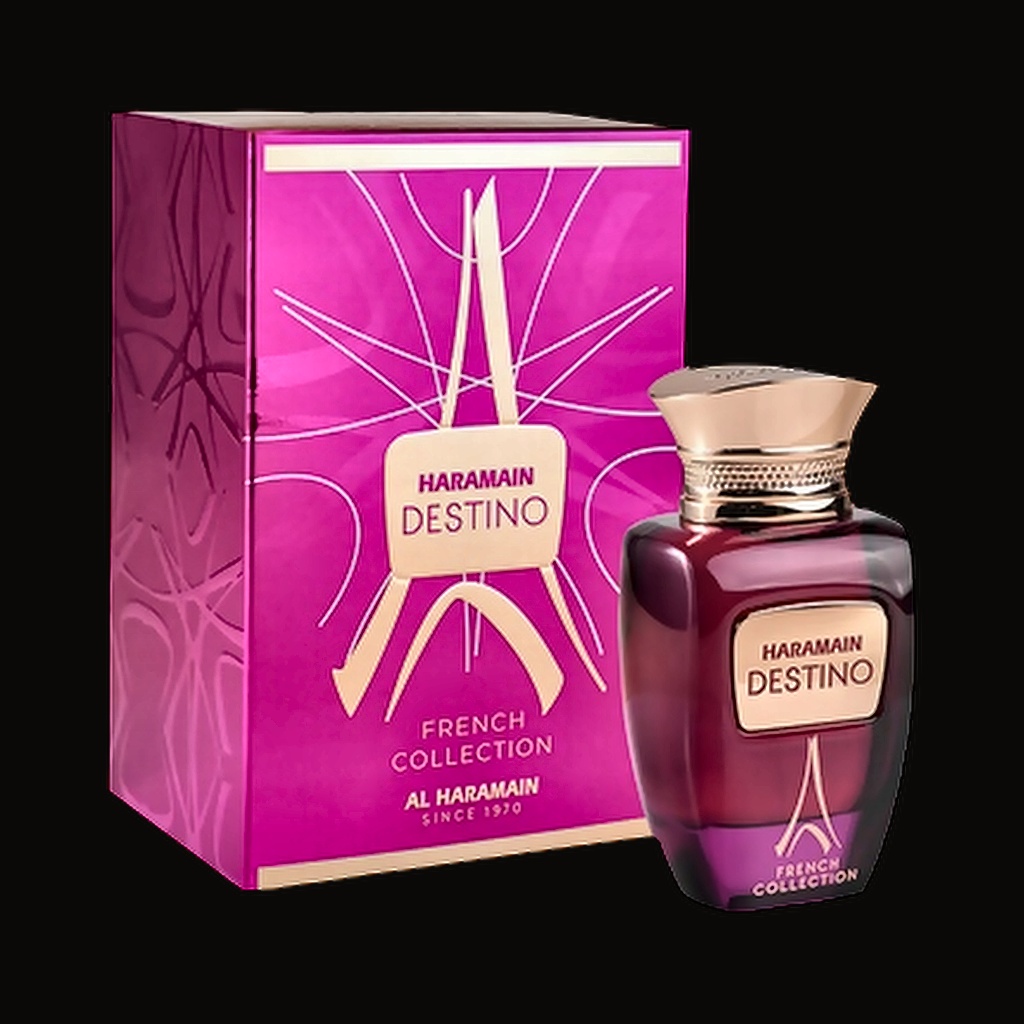 HARAMAIN
DESTINO
FRENCH
COLLECTION
AL HARAMAIN
SINCE 1970
HARAMAIN
DESTINO
FRENCH
COLLECTION